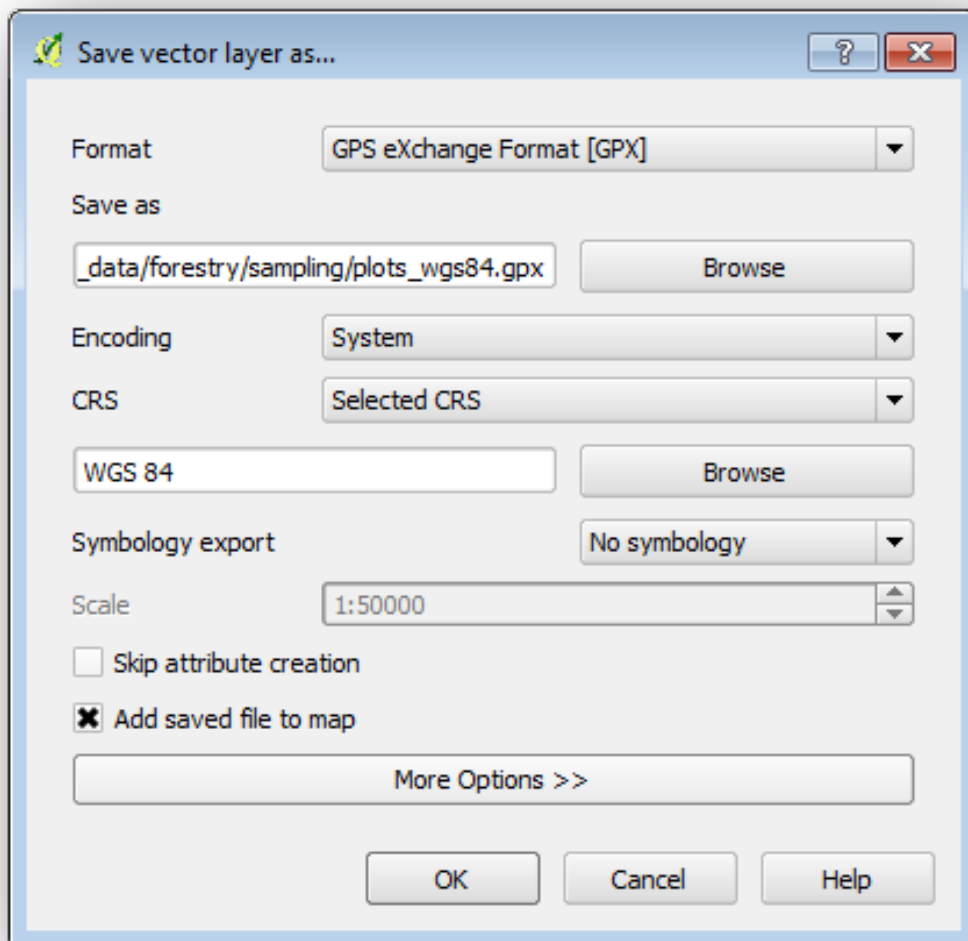 Save vector layer as...
Format GPS eXchange Format [GPX]
Save as
_data/forestry/sampling/plots_wgs84.gpx Browse
Encoding System
CRS Selected CRS
WGS 84 Browse
Symbology export No symbology
Scale 1:50000
Skip attribute creation
Add saved file to map
More Options >>
OK Cancel Help